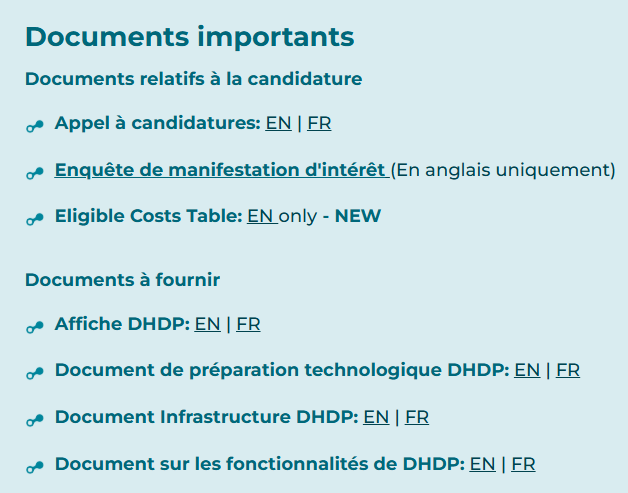 Documents importants
Documents relatifs à la candidature
Appel à candidatures: EN | FR
Enquête de manifestation d'intérêt (En anglais uniquement)
Eligible Costs Table: EN only - NEW
Documents à fournir
Affiche DHDP: EN | FR
Document de préparation technologique DHDP: EN | FR
Document Infrastructure DHDP: EN | FR
Document sur les fonctionnalités de DHDP: EN | FR